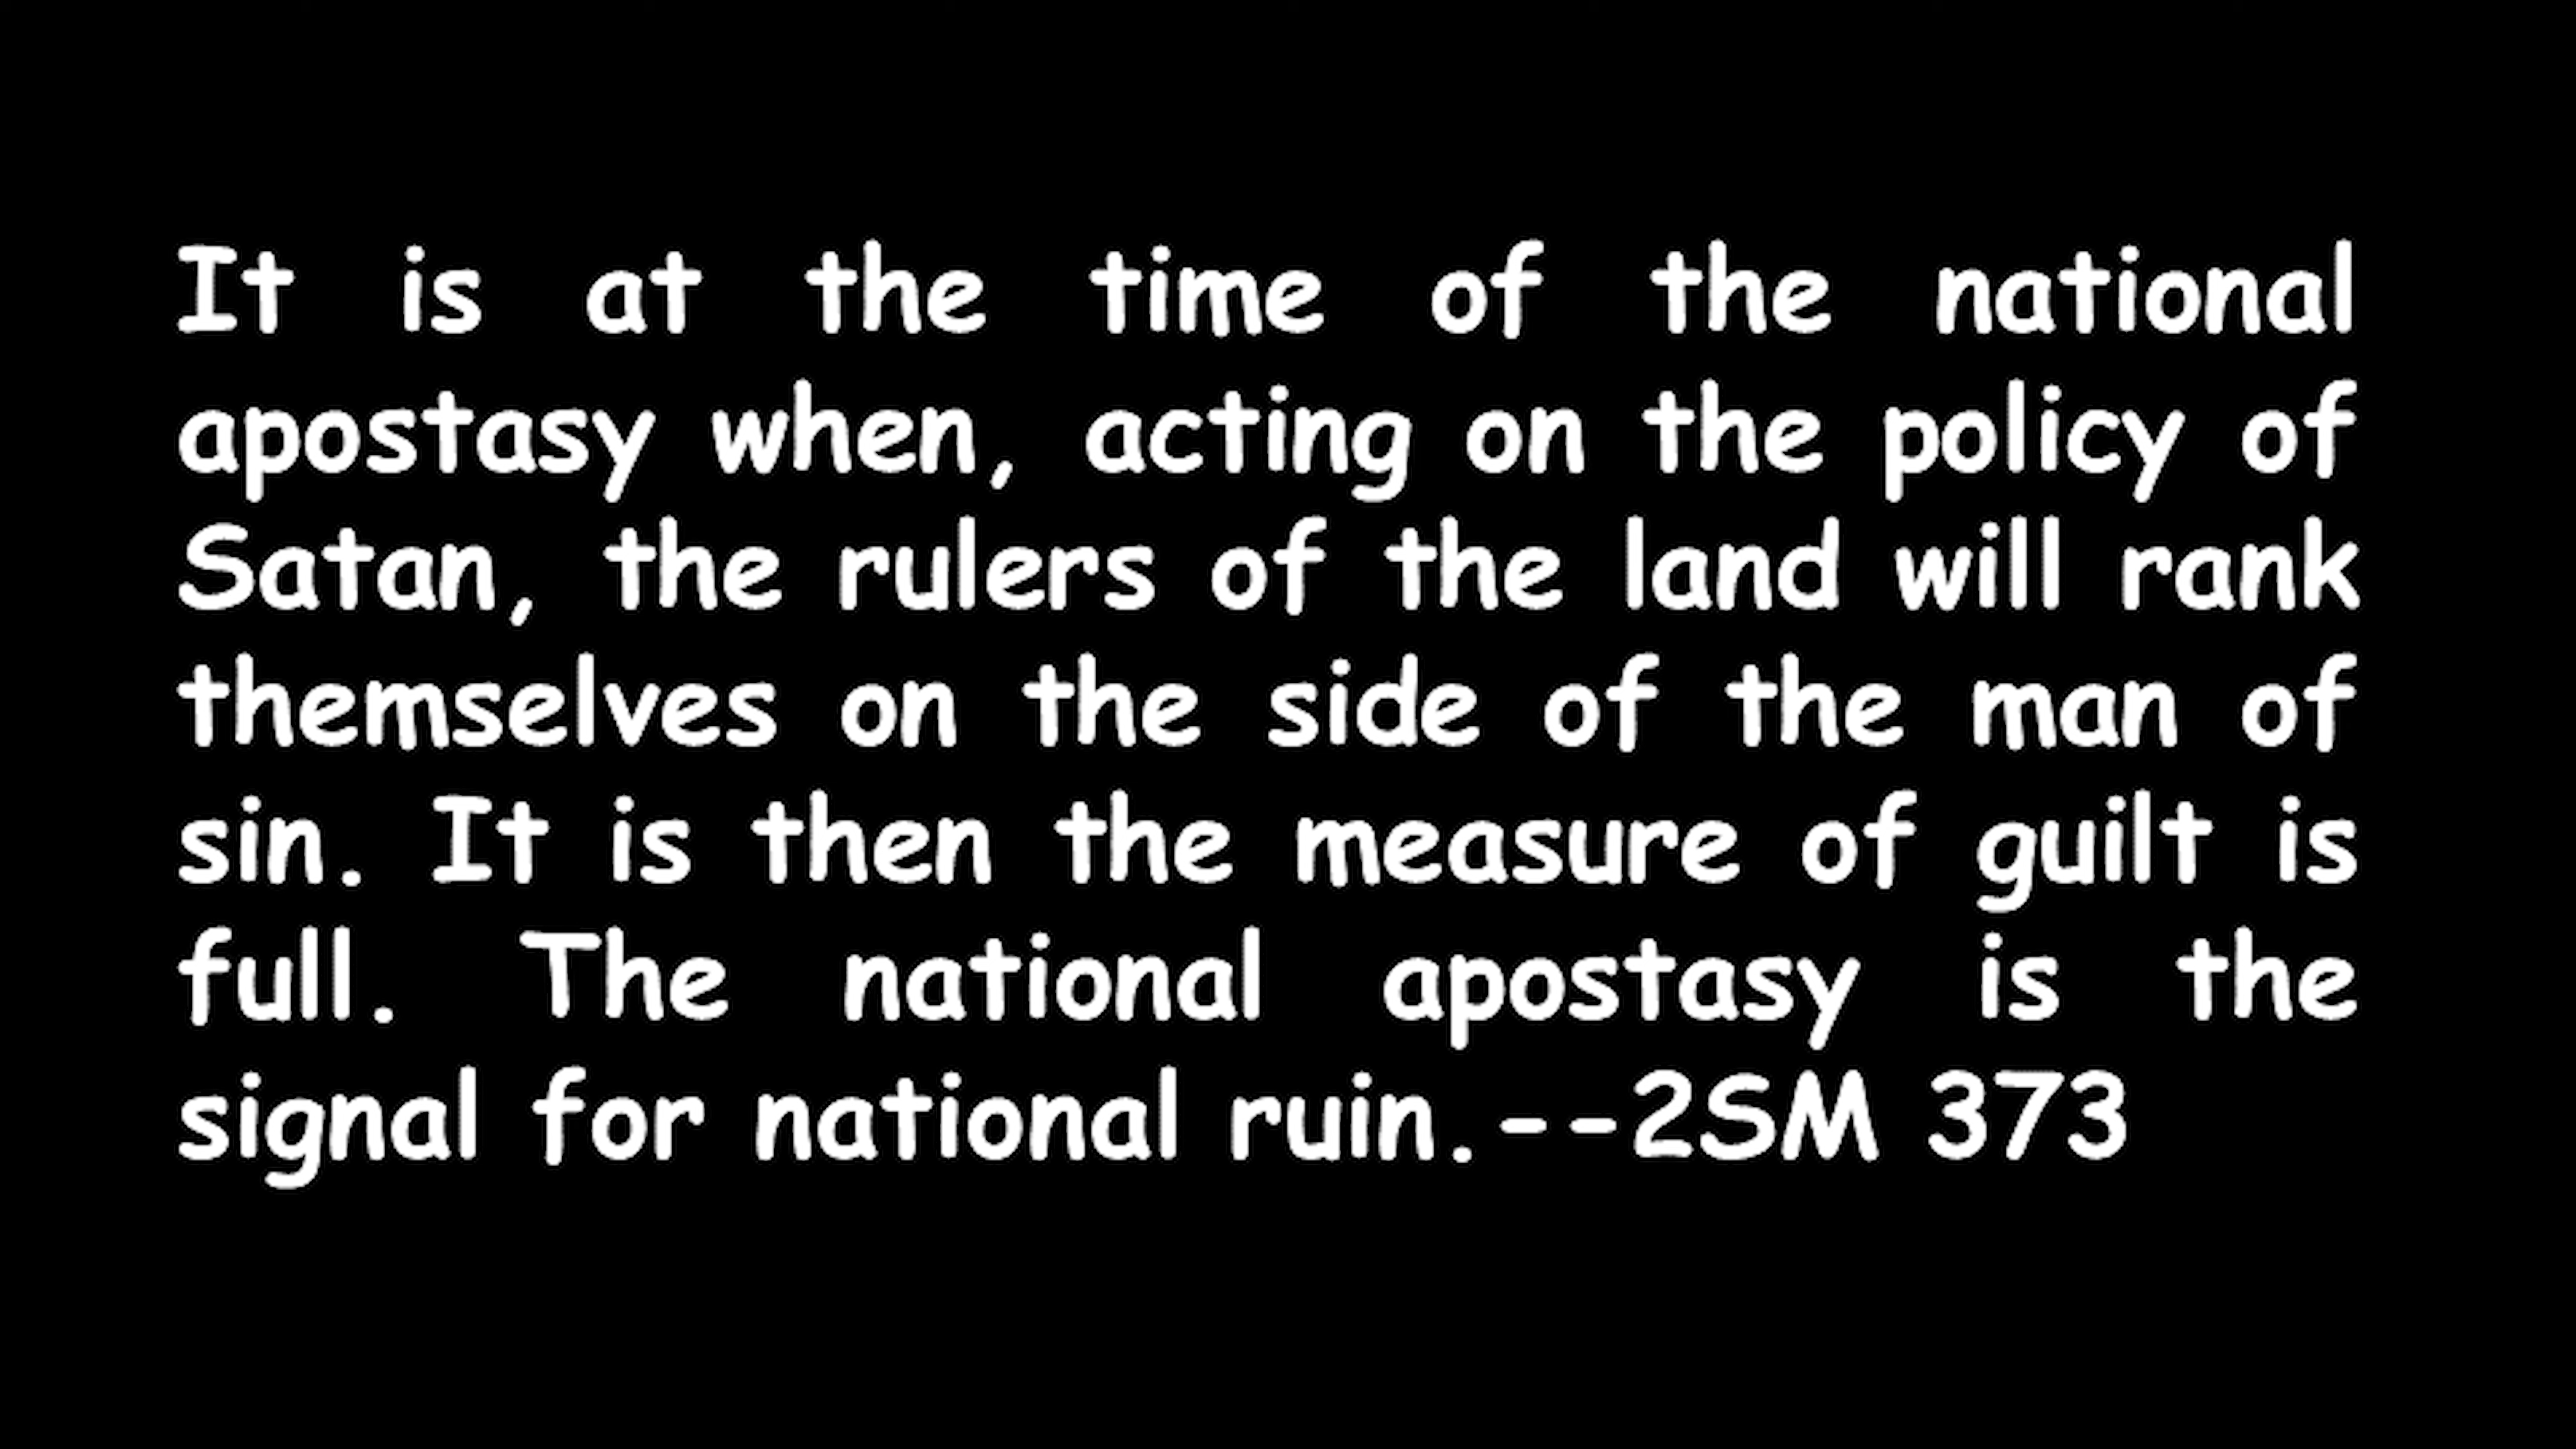 It is at the time of the national
apostasy when, acting on the policy of
Satan, the rulers of the land will rank
themselves on the side of the man of
sin. It is then the measure of guilt is
full. The national apostasy is the
signal for national ruin.--2SM 373